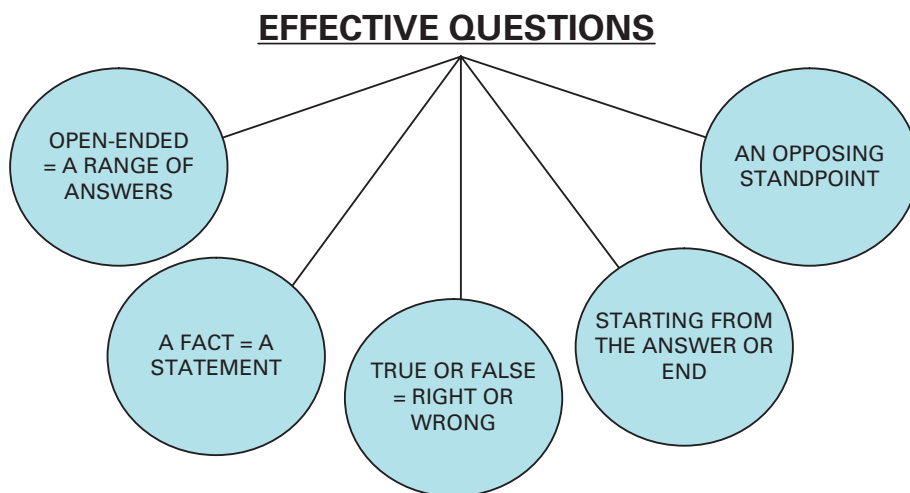 EFFECTIVE QUESTIONS
OPEN-ENDED
= A RANGE OF
ANSWERS
A FACT = A
STATEMENT
TRUE OR FALSE
= RIGHT OR
WRONG
STARTING FROM
THE ANSWER OR
END
AN OPPOSING
STANDPOINT